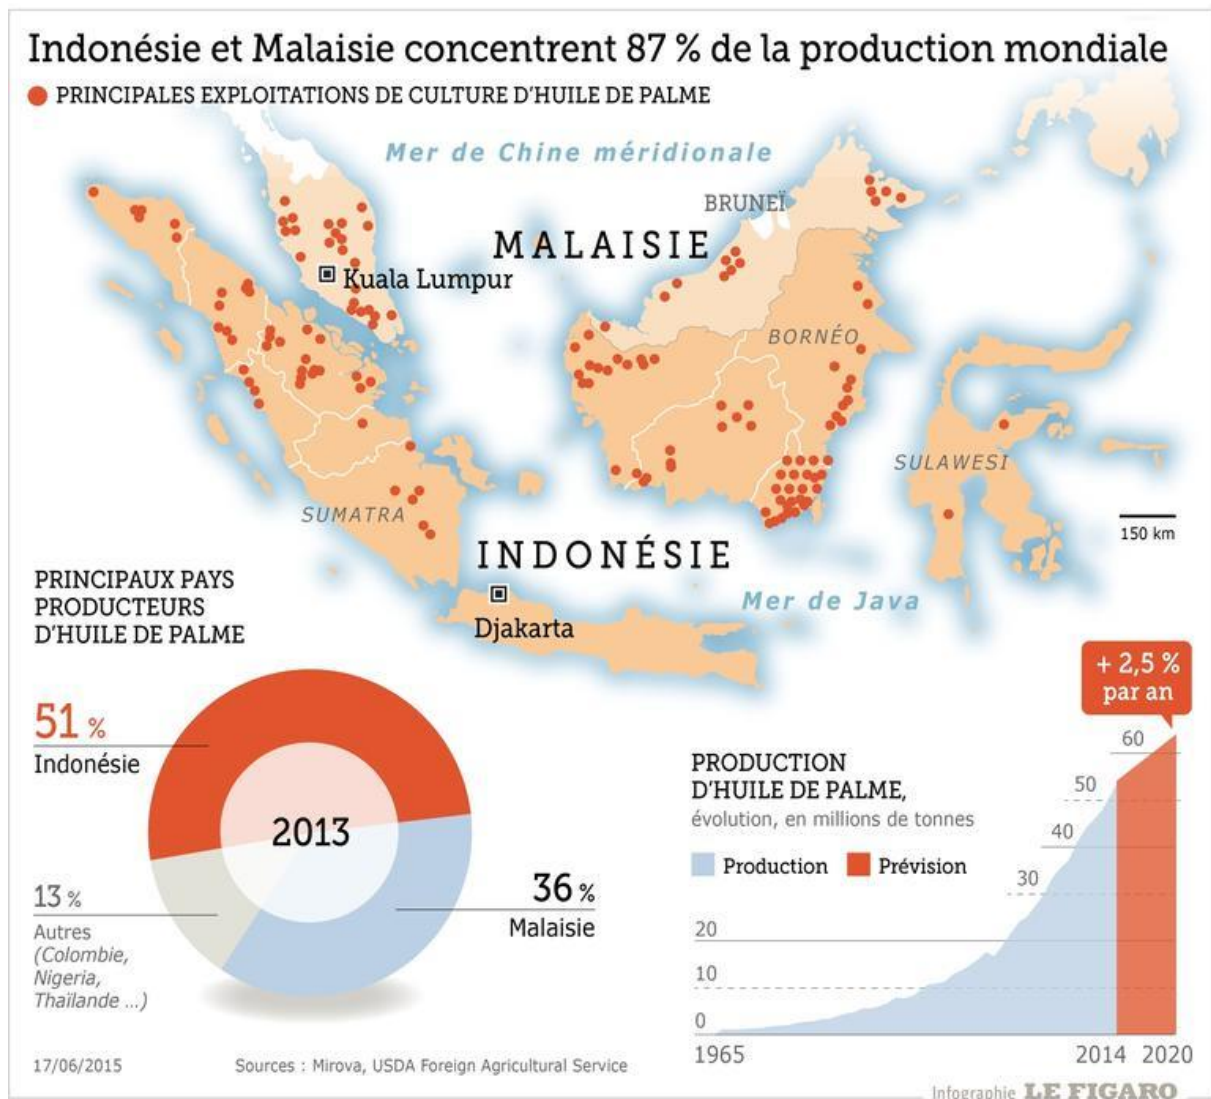 Indonésie et Malaisie concentrent 87 % de la production mondiale
PRINCIPALES EXPLOITATIONS DE CULTURE D'HUILE DE PALME
Mer de Chine méridionale
BRUNEÏ
MALAISIE
Kuala Lumpur
BORNÉO
SULAWESI
SUMATRA
150 km
INDONÉSIE
Mer de Java
Djakarta
PRINCIPAUX PAYS
PRODUCTEURS
D'HUILE DE PALME
51 %
Indonésie
2013
13 %
Autres
(Colombie,
Nigeria,
Thaïlande ...)
36 %
Malaisie
+ 2,5 %
par an
PRODUCTION
D'HUILE DE PALME,
évolution, en millions de tonnes
Production
Prévision
60
50
40
30
20
10
0
1965
2014
2020
17/06/2015
Sources : Mirova, USDA Foreign Agricultural Service
Infographie LE FIGARO